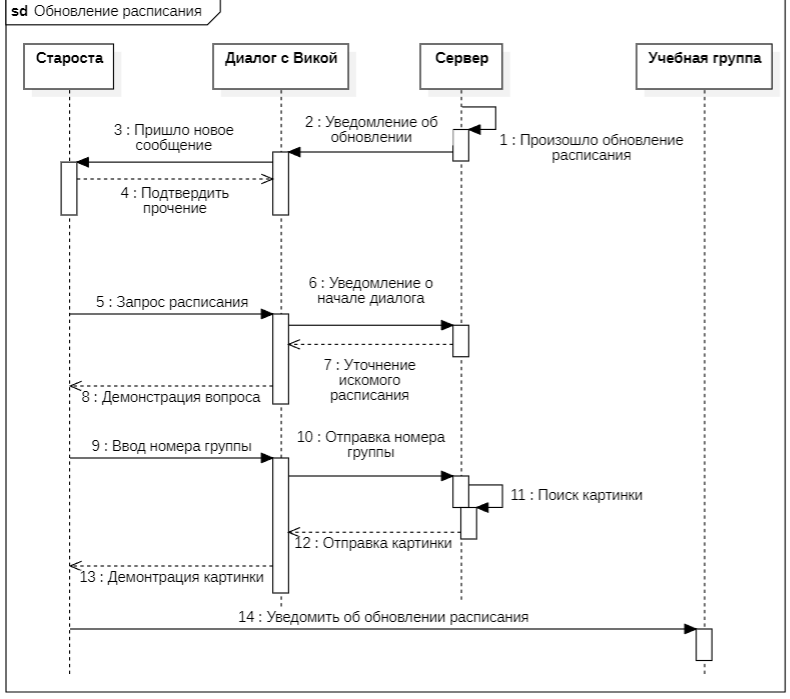 sd Обновление расписания
Староста
Диалог с Викой
Сервер
Учебная группа
1 : Произошло обновление
расписания
2 : Уведомление об
обновлении
3 : Пришло новое
сообщение
4 : Подтвердить
прочение
5 : Запрос расписания
6 : Уведомление о
начале диалога
7 : Уточнение
искомого
расписания
8 : Демонстрация вопроса
9 : Ввод номера группы
10 : Отправка номера
группы
11 : Поиск картинки
12 : Отправка картинки
13 : Демонтрация картинки
14 : Уведомить об обновлении расписания